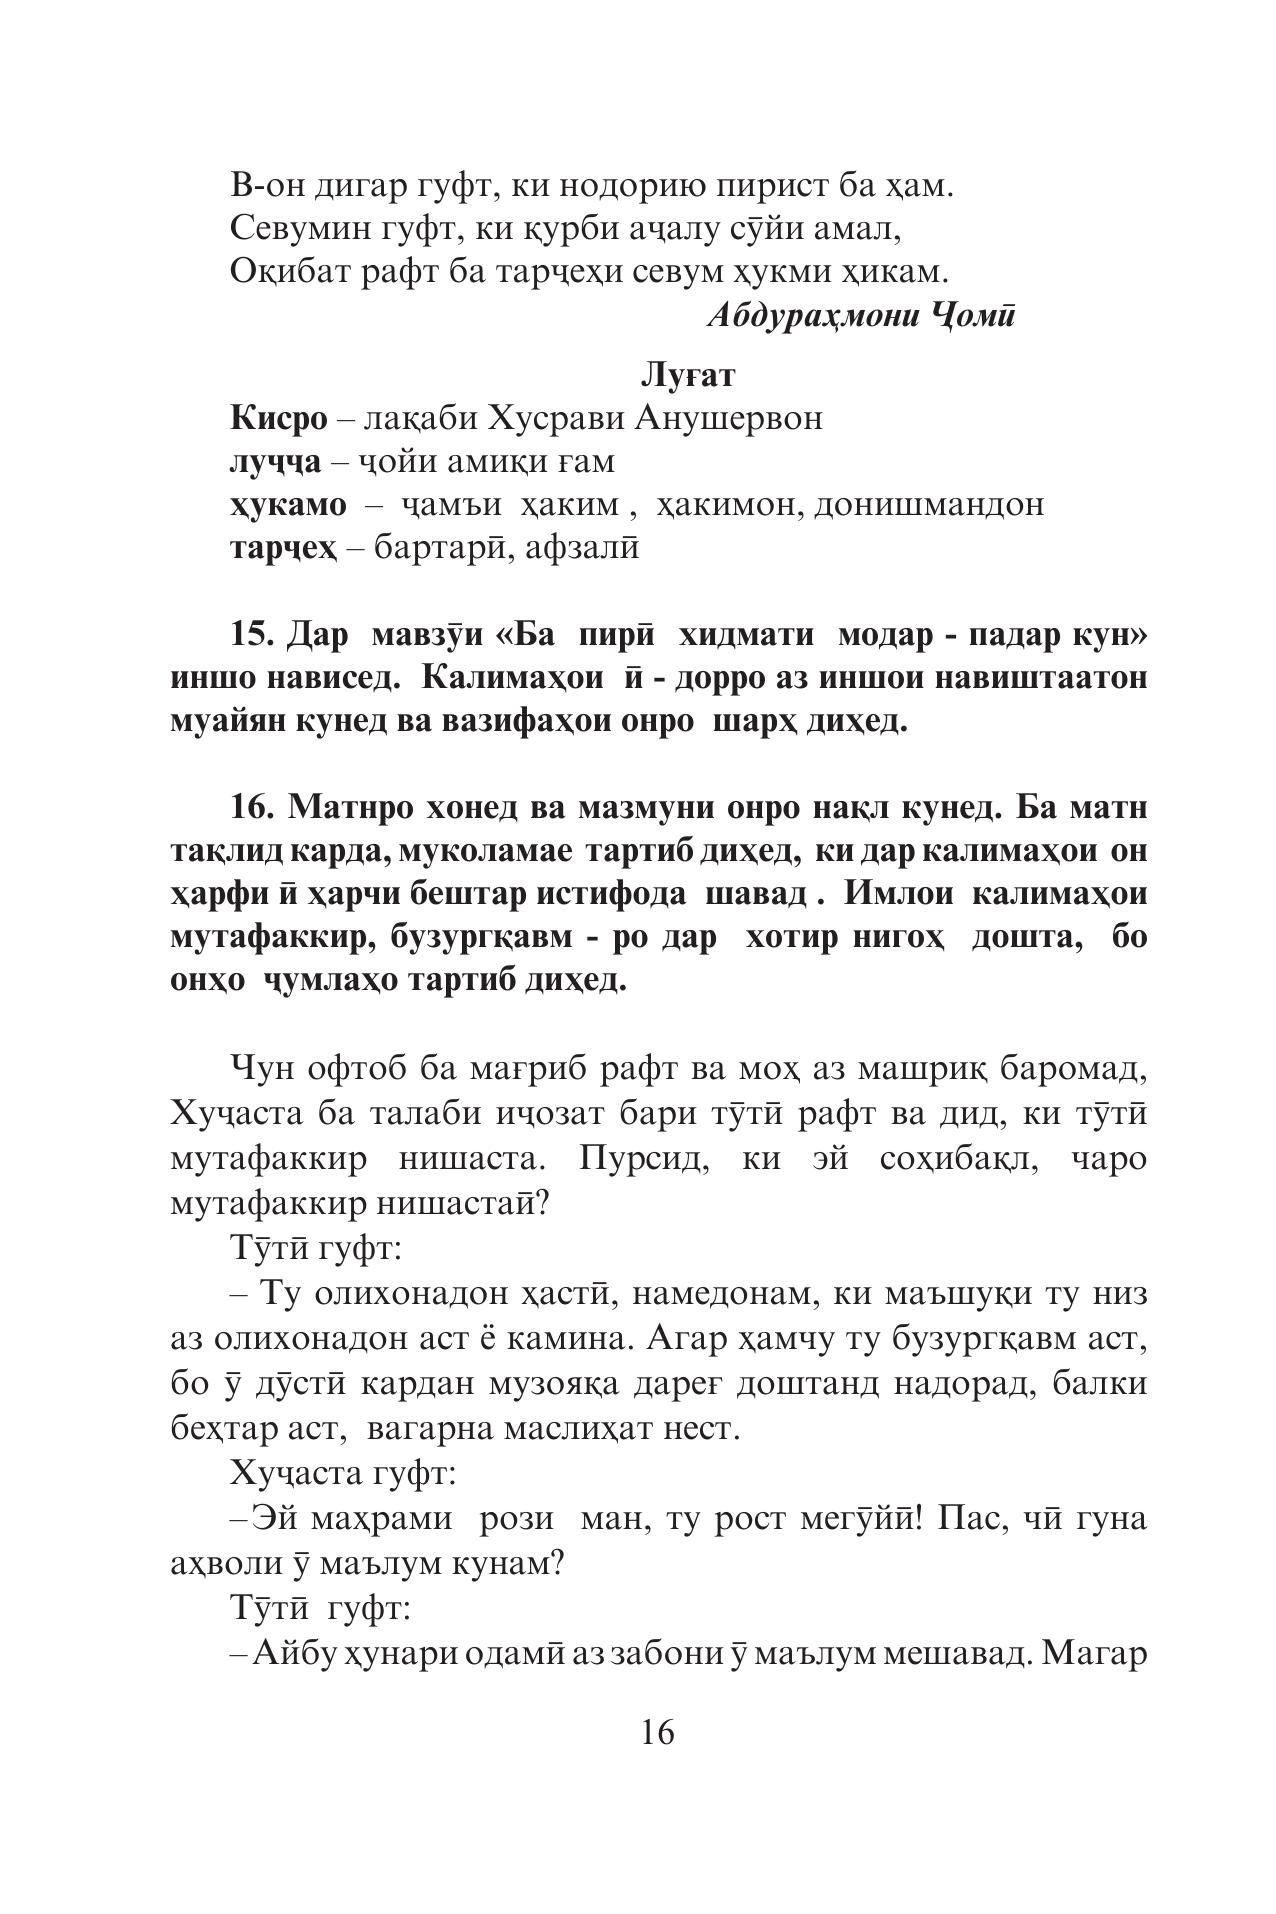 В-он дигар гуфт, ки нодорию пирист ба ҳам.
Севумин гуфт, ки қурби аҷалу сӯйи амал,
Оқибат рафт ба тарҷеҳи севум ҳукми ҳикам.
Абдураҳмони Ҷомӣ
Луғат
Кисро – лақаби Хусрави Анушервон
луҷҷа – ҷойи амиқи ғам
ҳукамо – ҷамъи ҳаким , ҳакимон, донишмандон
тарҷеҳ – бартарӣ, афзалӣ
15. Дар мавзӯи «Ба пирӣ хидмати модар - падар кун»
иншо нависед. Калимаҳои ӣ - дорро аз иншои навиштаатон
муайян кунед ва вазифаҳои онро шарҳ диҳед.
16. Матнро хонед ва мазмуни онро нақл кунед. Ба матн
тақлид карда, муколамае тартиб диҳед, ки дар калимаҳои он
ҳарфи ӣ ҳарчи бештар истифода шавад . Имлои калимаҳои
мутафаккир, бузургқавм - ро дар хотир нигоҳ дошта, бо
онҳо ҷумлаҳо тартиб диҳед.
Чун офтоб ба мағриб рафт ва моҳ аз машриқ баромад,
Хуҷаста ба талаби иҷозат бари тӯтӣ рафт ва дид, ки тӯтӣ
мутафаккир нишаста. Пурсид, ки эй соҳибақл, чаро
мутафаккир нишастаӣ?
Тӯтӣ гуфт:
– Ту олихонадон ҳастӣ, намедонам, ки маъшуқи ту низ
аз олихонадон аст ё камина. Агар ҳамчу ту бузургқавм аст,
бо ӯ дӯстӣ кардан музояқа дареғ доштанд надорад, балки
беҳтар аст, вагарна маслиҳат нест.
Хуҷаста гуфт:
– Эй маҳрами рози ман, ту рост мегӯйӣ! Пас, чӣ гуна
аҳволи ӯ маълум кунам?
Тӯтӣ гуфт:
– Айбу ҳунари одамӣ аз забони ӯ маълум мешавад. Магар
16